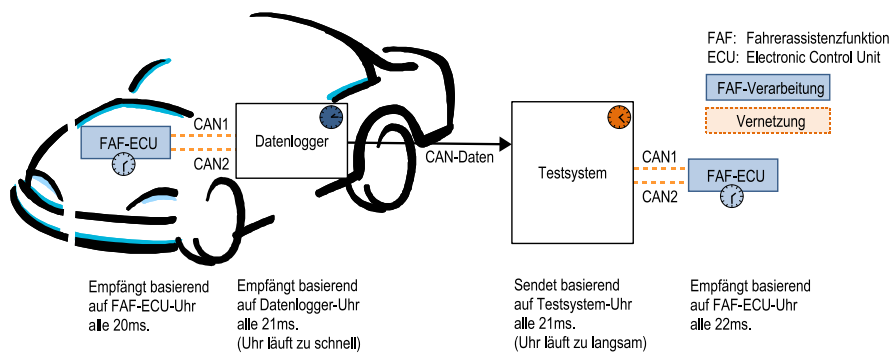 FAF: Fahrerassistenzfunktion
ECU: Electronic Control Unit
FAF-Verarbeitung
Vernetzung
CAN1
FAF-ECU
CAN2
Datenlogger
CAN-Daten
Testsystem
CAN1
FAF-ECU
CAN2
Empfängt basierend
auf FAF-ECU-Uhr
alle 20ms.
Empfängt basierend
auf Datenlogger-Uhr
alle 21ms.
(Uhr läuft zu schnell)
Sendet basierend
auf Testsystem-Uhr
alle 21ms.
(Uhr läuft zu langsam)
Empfängt basierend
auf FAF-ECU-Uhr
alle 22ms.